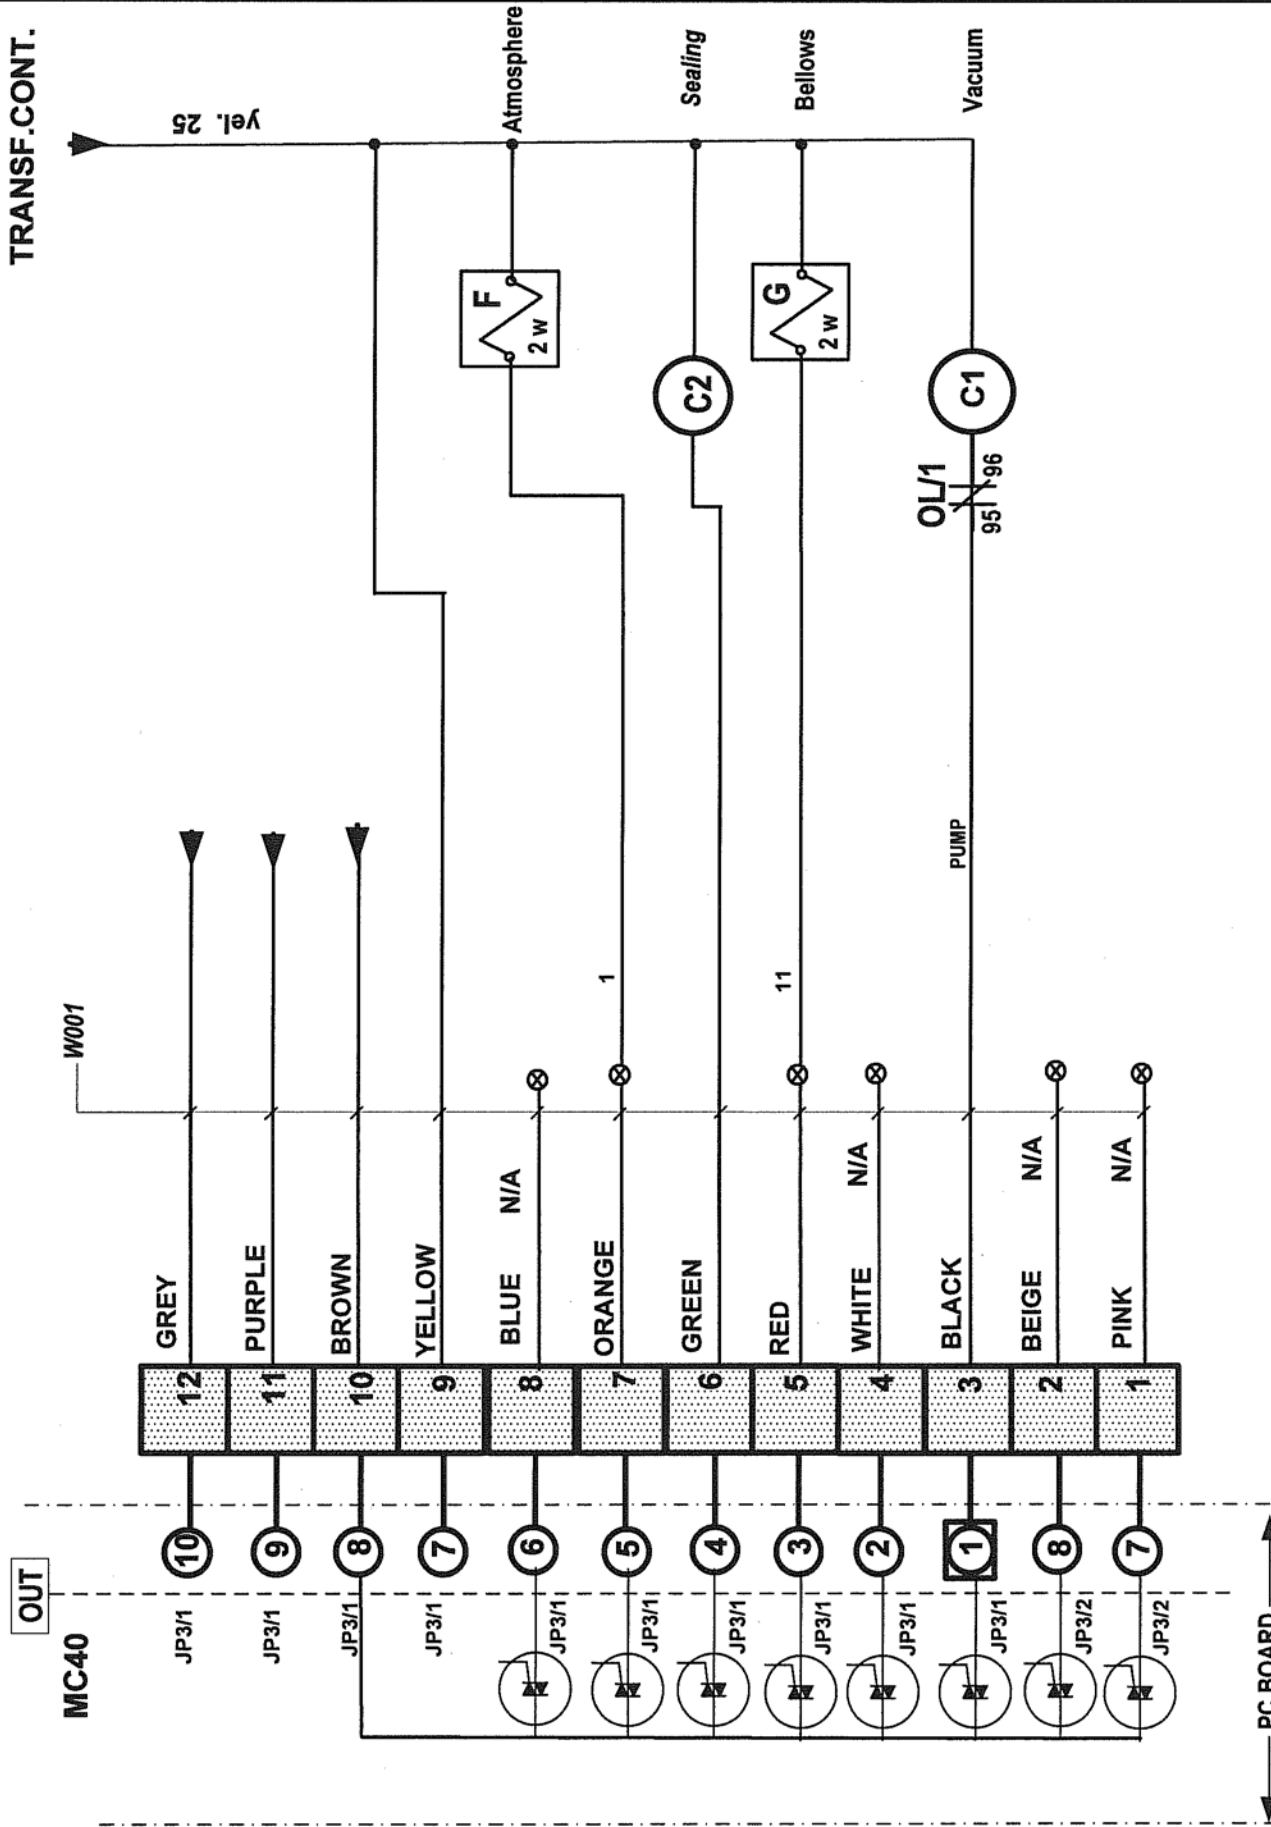 TRANSF.CONT.
yel. 25
Atmosphere
Sealing
Bellows
Vacuum
F
2 w
C2
G
2 w
C1
OL/1
95
96
PUMP
1
11
W001
GREY
PURPLE
BROWN
YELLOW
BLUE N/A
ORANGE
GREEN
RED
WHITE N/A
BLACK
BEIGE N/A
PINK N/A
12
11
10
9
8
7
6
5
4
3
2
1
10
9
8
7
6
5
4
3
2
1
8
7
OUT
MC40
JP3/1
JP3/1
JP3/1
JP3/1
JP3/1
JP3/1
JP3/1
JP3/1
JP3/1
JP3/1
JP3/2
JP3/2
PC BOARD